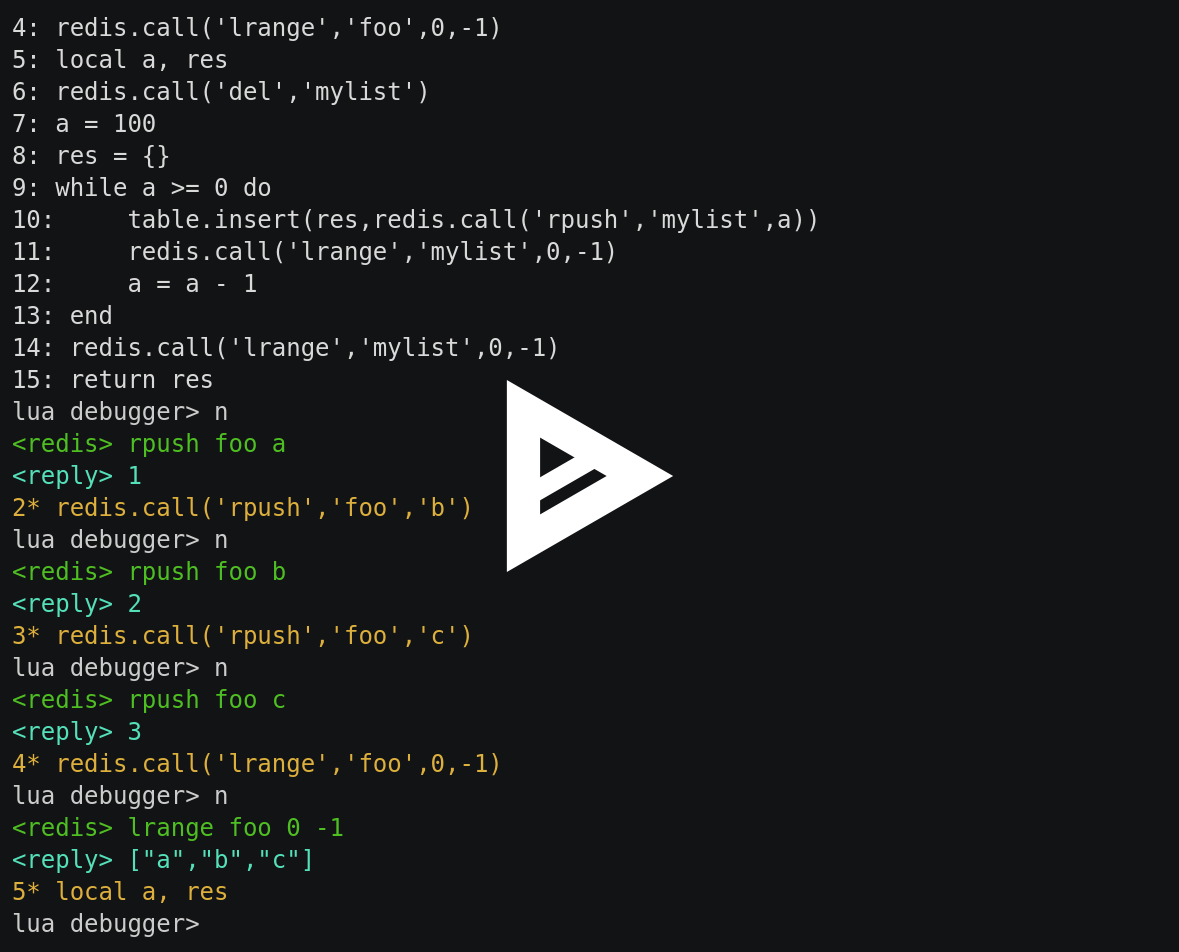 4: redis.call('lrange','foo',0,-1)
5: local a, res
6: redis.call('del','mylist')
7: a = 100
8: res = {}
9: while a >= 0 do
10:     table.insert(res,redis.call('rpush','mylist',a))
11:     redis.call('lrange','mylist',0,-1)
12:     a = a - 1
13: end
14: redis.call('lrange','mylist',0,-1)
15: return res
lua debugger> n
<redis> rpush foo a
<reply> 1
2* redis.call('rpush','foo','b')
lua debugger> n
<redis> rpush foo b
<reply> 2
3* redis.call('rpush','foo','c')
lua debugger> n
<redis> rpush foo c
<reply> 3
4* redis.call('lrange','foo',0,-1)
lua debugger> n
<redis> lrange foo 0 -1
<reply> ["a","b","c"]
5* local a, res
lua debugger>